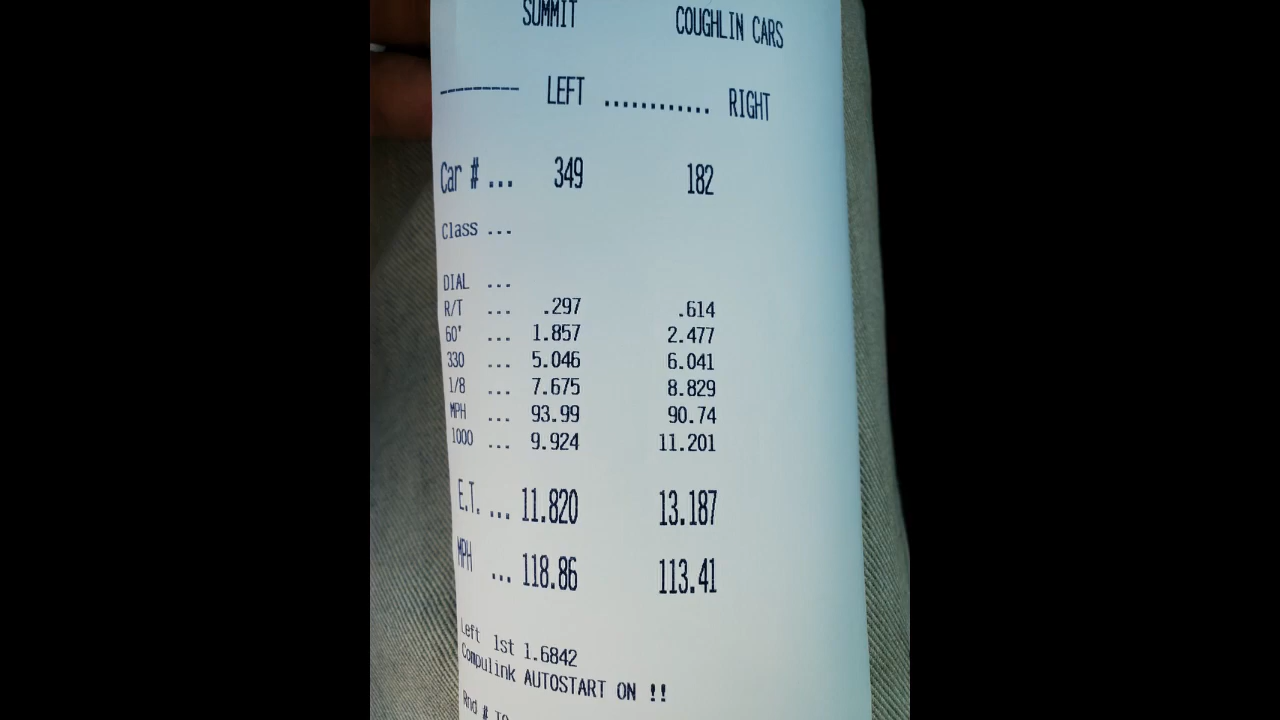 SUMMIT COUGHLIN CARS
--------- LEFT ............ RIGHT
Car # ... 349 182
Class ...
DIAL ...
R/T ... .297 .614
60' ... 1.857 2.477
330 ... 5.046 6.041
1/8 ... 7.675 8.829
MPH ... 93.99 90.74
1000 ... 9.924 11.201
E.T. ... 11.820 13.187
MPH ... 118.86 113.41
Left 1st 1.6842
Compulink AUTOSTART ON !!
Rnd #